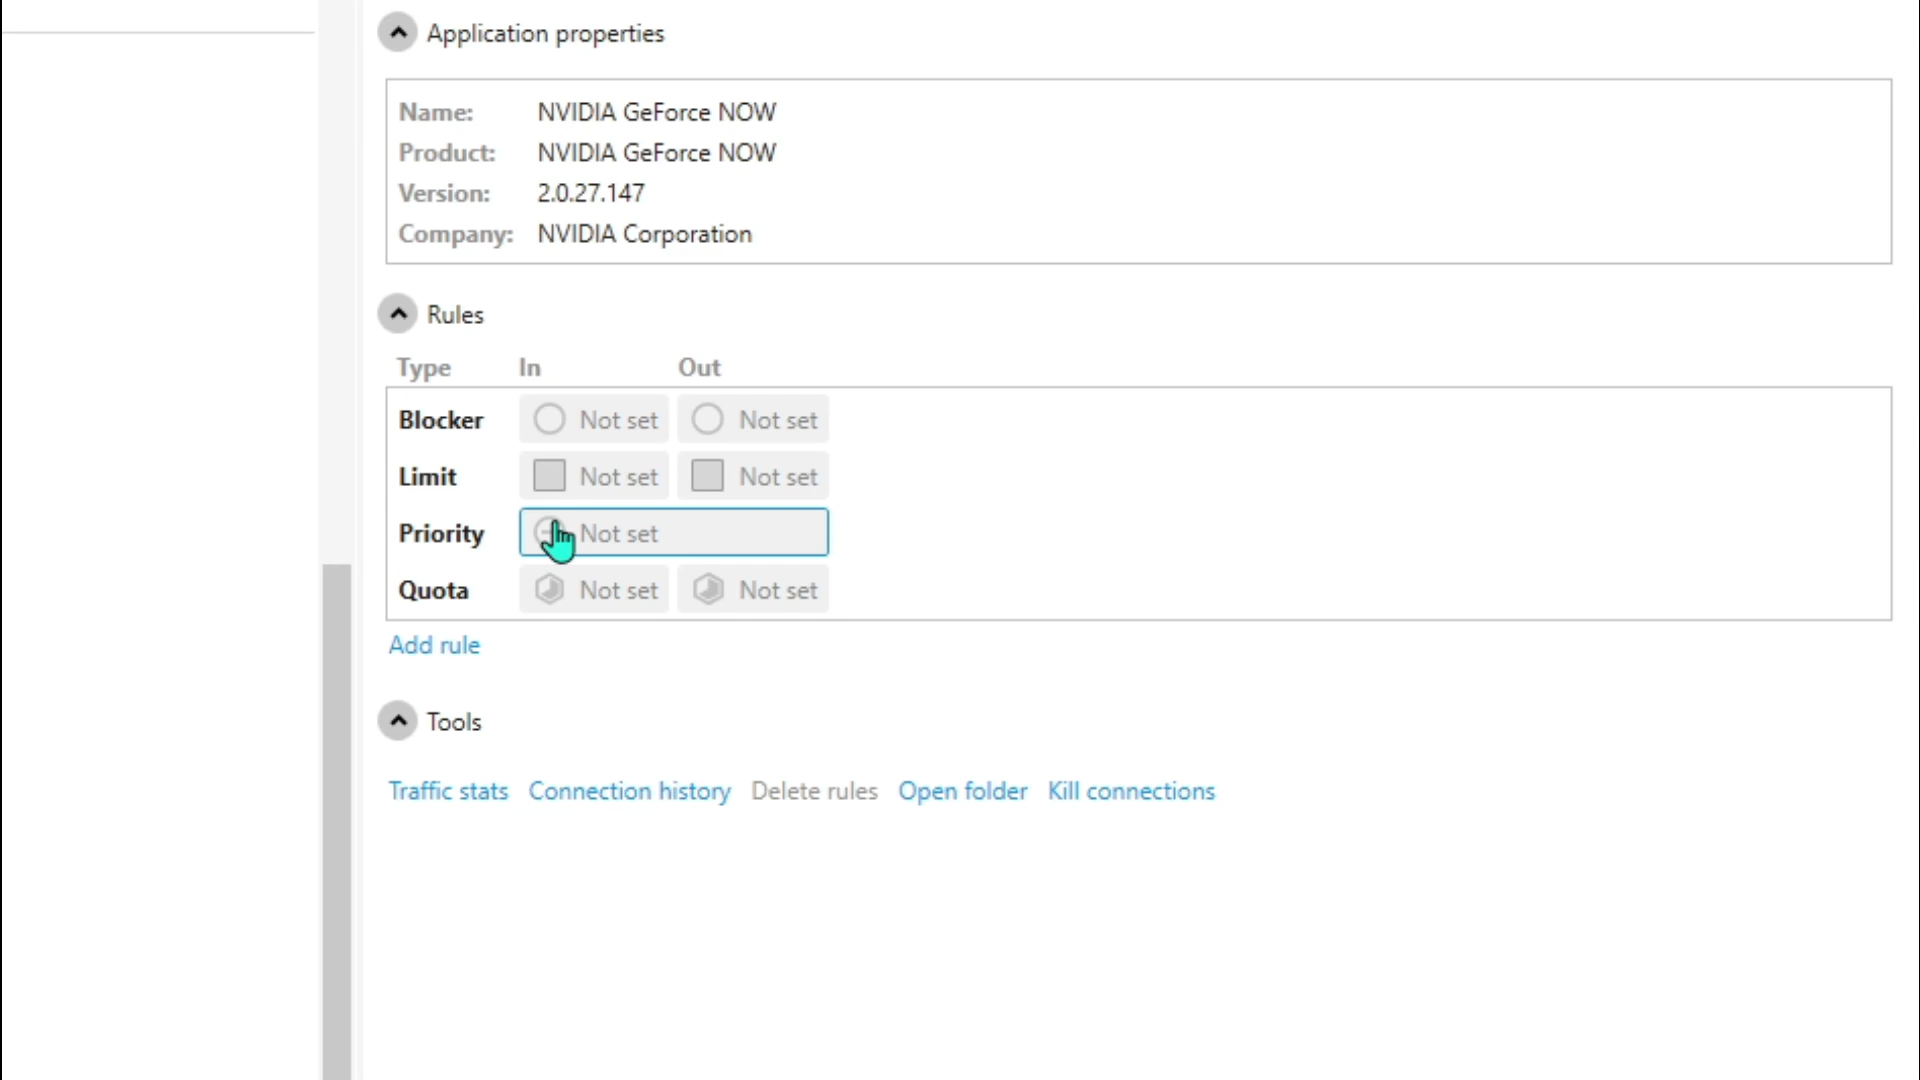 Application properties
Name: NVIDIA GeForce NOW
Product: NVIDIA GeForce NOW
Version: 2.0.27.147
Company: NVIDIA Corporation
Rules
Type In Out
Blocker Not set Not set
Limit Not set Not set
Priority Not set
Quota Not set Not set
Add rule
Tools
Traffic stats Connection history Delete rules Open folder Kill connections